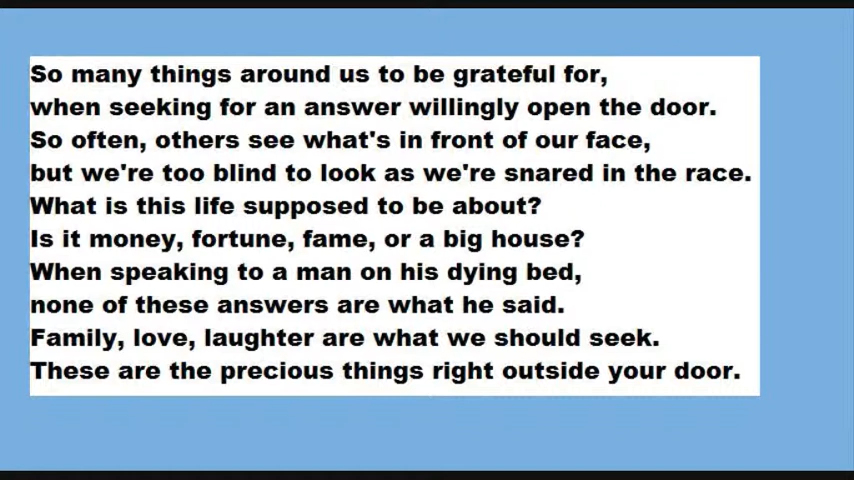 So many things around us to be grateful for,
when seeking for an answer willingly open the door.
So often, others see what's in front of our face,
but we're too blind to look as we're snared in the race.
What is this life supposed to be about?
Is it money, fortune, fame, or a big house?
When speaking to a man on his dying bed,
none of these answers are what he said.
Family, love, laughter are what we should seek.
These are the precious things right outside your door.